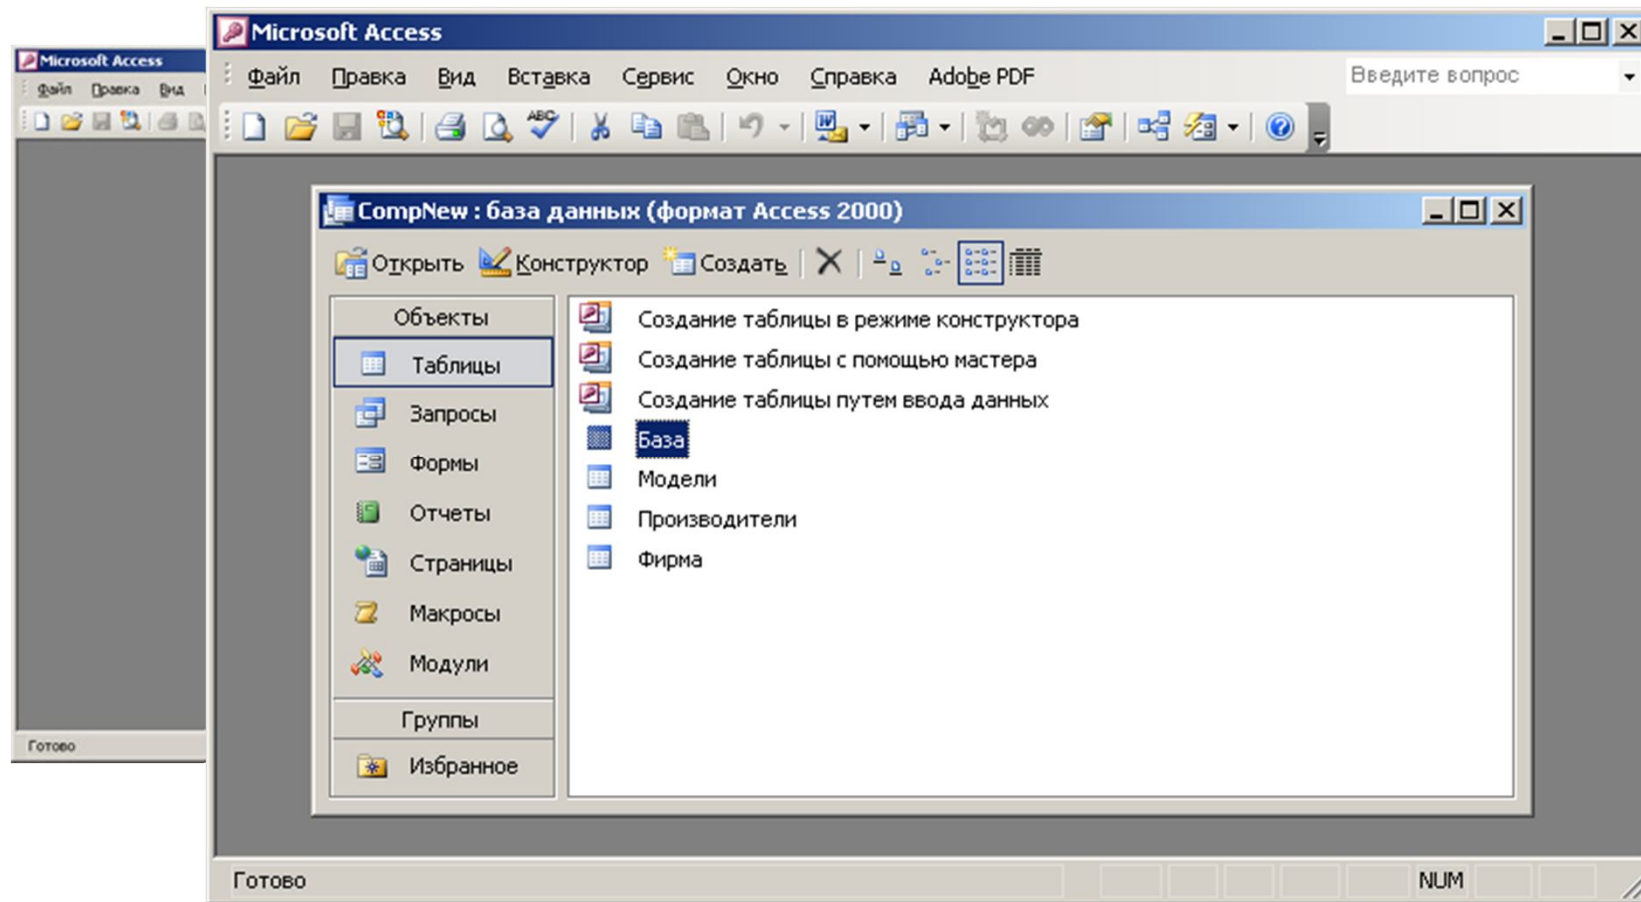 Microsoft Access
Файл Правка Вид
Готово
Microsoft Access
Файл Правка Вид Вставка Сервис Окно Справка Adobe PDF Введите вопрос
ABC
W
CompNew : база данных (формат Access 2000)
Открыть Конструктор Создать
Объекты
Таблицы
Запросы
Формы
Отчеты
Страницы
Макросы
Модули
Группы
Избранное
Создание таблицы в режиме конструктора
Создание таблицы с помощью мастера
Создание таблицы путем ввода данных
База
Модели
Производители
Фирма
Готово NUM